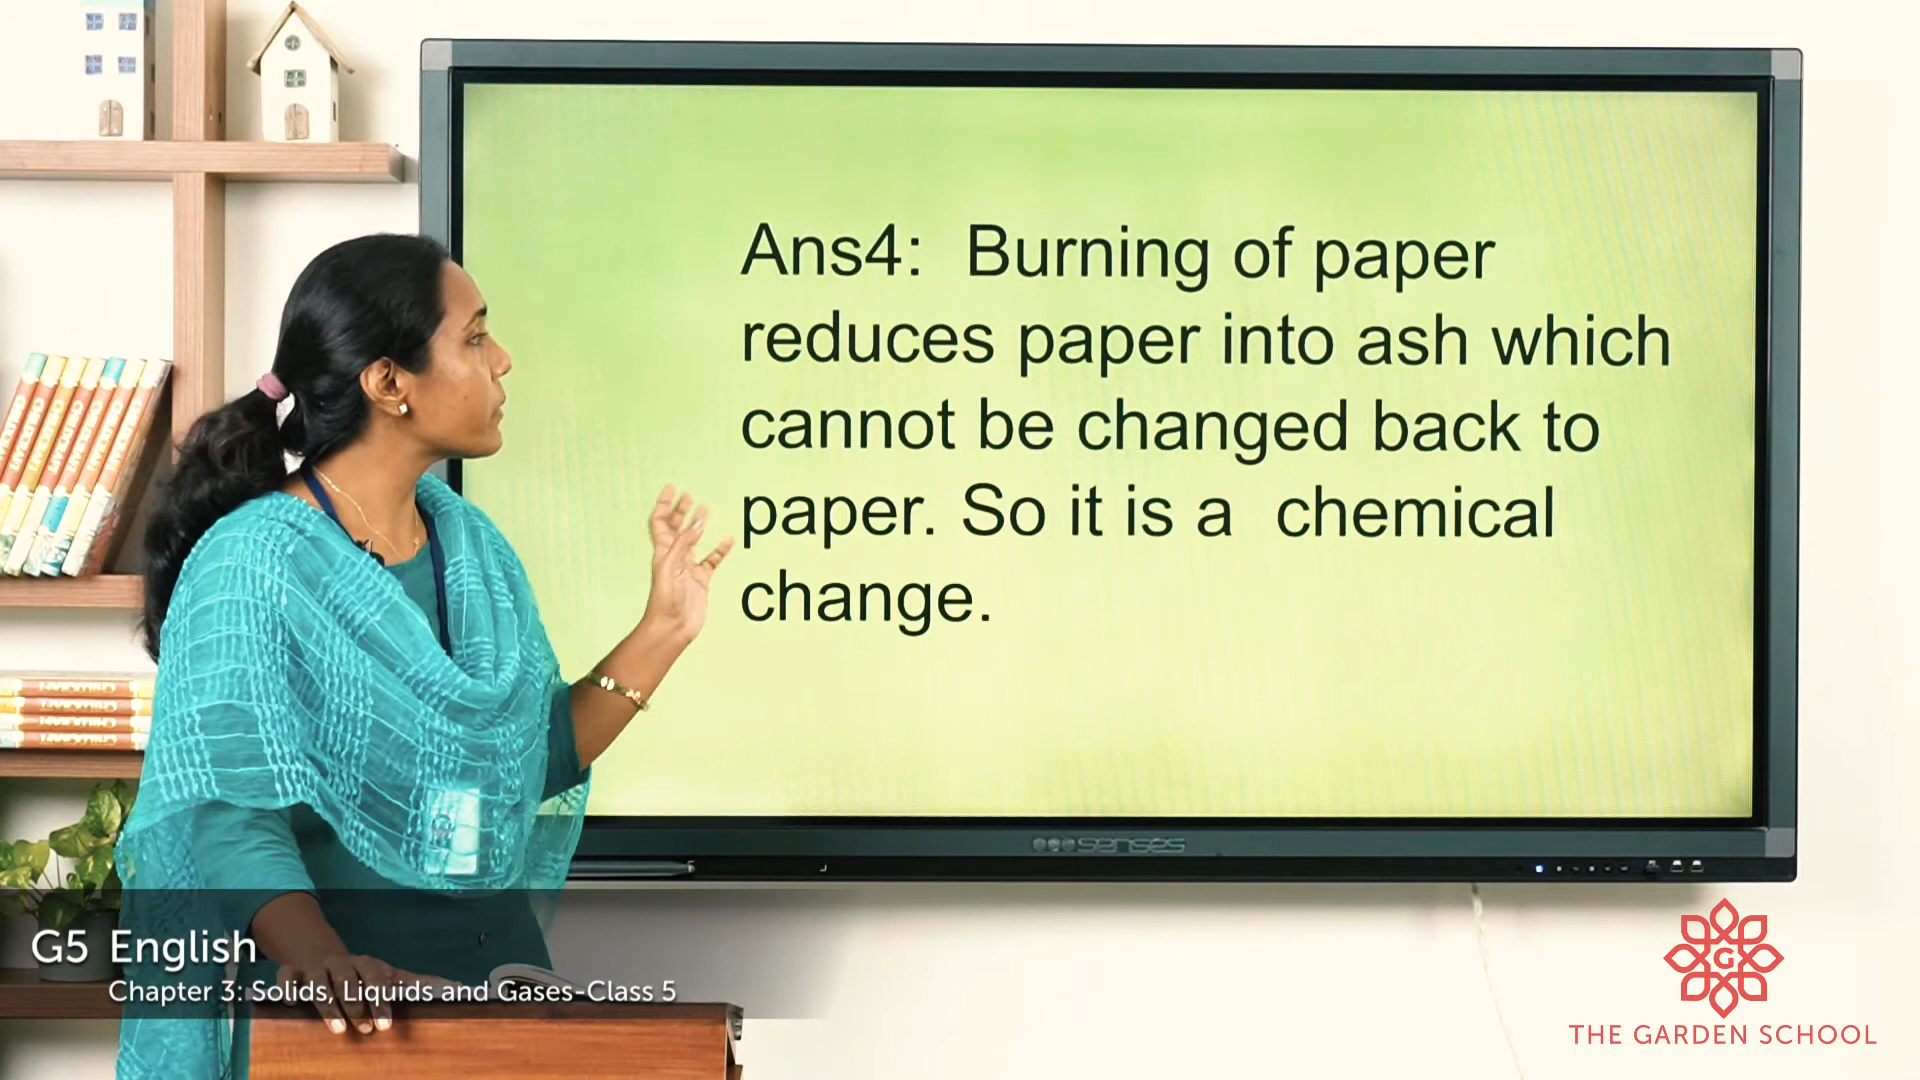 Ans4: Burning of paper
reduces paper into ash which
cannot be changed back to
paper. So it is a chemical
change.
senses
G5 English
Chapter 3: Solids, Liquids and Gases-Class 5
G
THE GARDEN SCHOOL